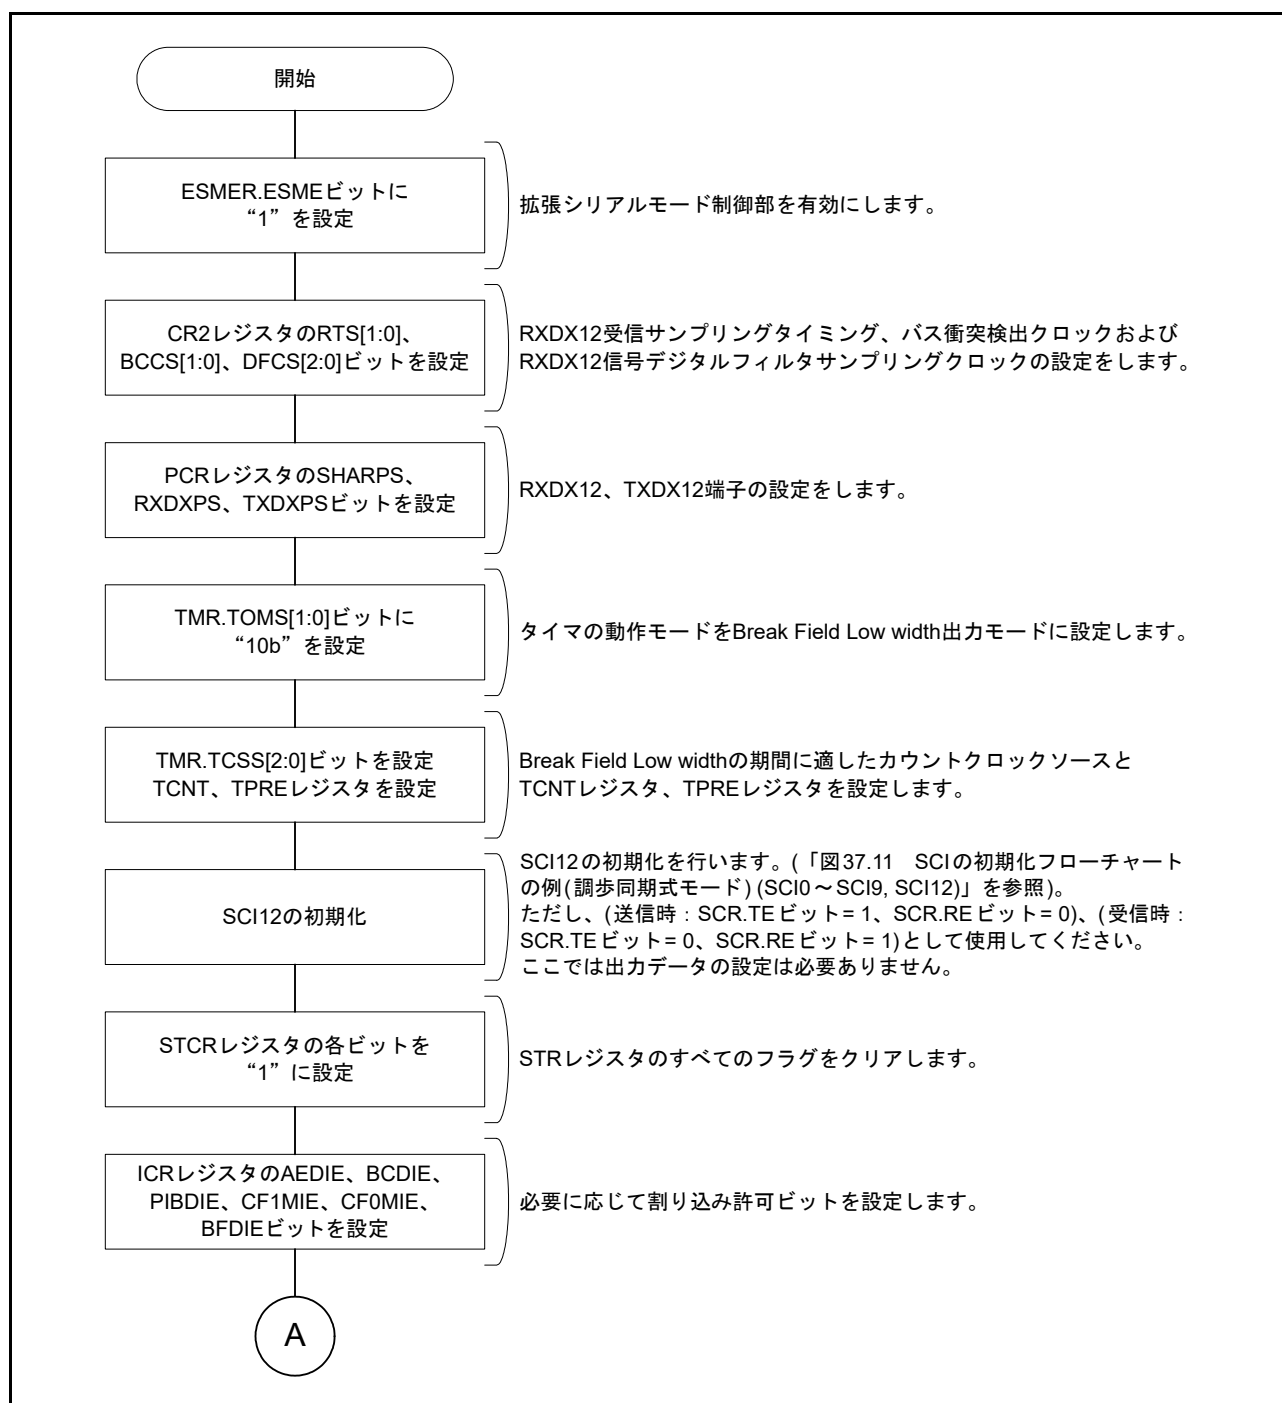 開始
ESMER.ESMEビットに
“1”を設定
拡張シリアルモード制御部を有効にします。
CR2レジスタのRTS[1:0]、
BCCS[1:0]、DFCS[2:0]ビットを設定
RXDX12受信サンプリングタイミング、バス衝突検出クロックおよび
RXDX12信号デジタルフィルタサンプリングクロックの設定をします。
PCRレジスタのSHARPS、
RXDXPS、TXDXPSビットを設定
RXDX12、TXDX12端子の設定をします。
TMR.TOMS[1:0]ビットに
“10b”を設定
タイマの動作モードをBreak Field Low width出力モードに設定します。
TMR.TCSS[2:0]ビットを設定
TCNT、TPREレジスタを設定
Break Field Low widthの期間に適したカウントクロックソースと
TCNTレジスタ、TPREレジスタを設定します。
SCI12の初期化
SCI12の初期化を行います。(「図37.11　SCIの初期化フローチャート
の例(調歩同期式モード) (SCI0～SCI9, SCI12)」を参照)。
ただし、(送信時：SCR.TEビット= 1、SCR.REビット= 0)、(受信時：
SCR.TEビット= 0、SCR.REビット= 1)として使用してください。
ここでは出力データの設定は必要ありません。
STCRレジスタの各ビットを
“1”に設定
STRレジスタのすべてのフラグをクリアします。
ICRレジスタのAEDIE、BCDIE、
PIBDIE、CF1MIE、CF0MIE、
BFDIEビットを設定
必要に応じて割り込み許可ビットを設定します。
A